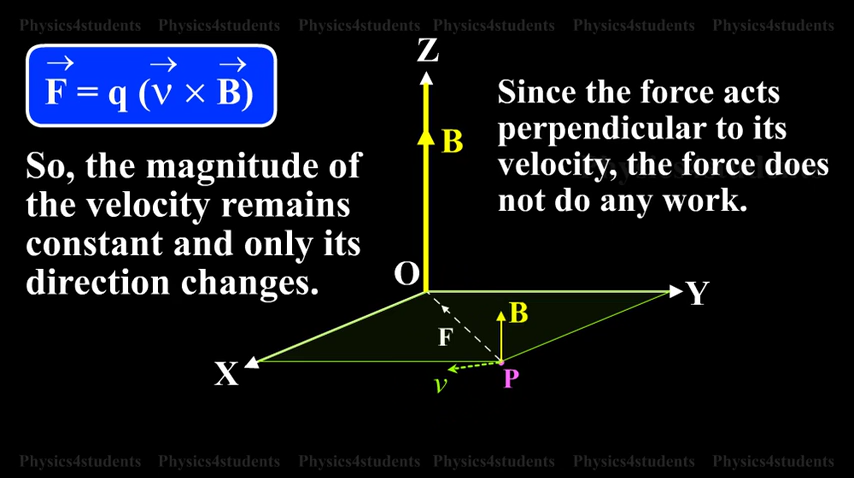 Physics4students Physics4students Physics4students Physics4students Physics4students Physics4students
F = q (v × B)
So, the magnitude of
the velocity remains
constant and only its
direction changes.
Z
B
O
Y
X
B
F
v
P
Since the force acts
perpendicular to its
velocity, the force does
not do any work.
Physics4students Physics4students Physics4students Physics4students Physics4students Physics4students